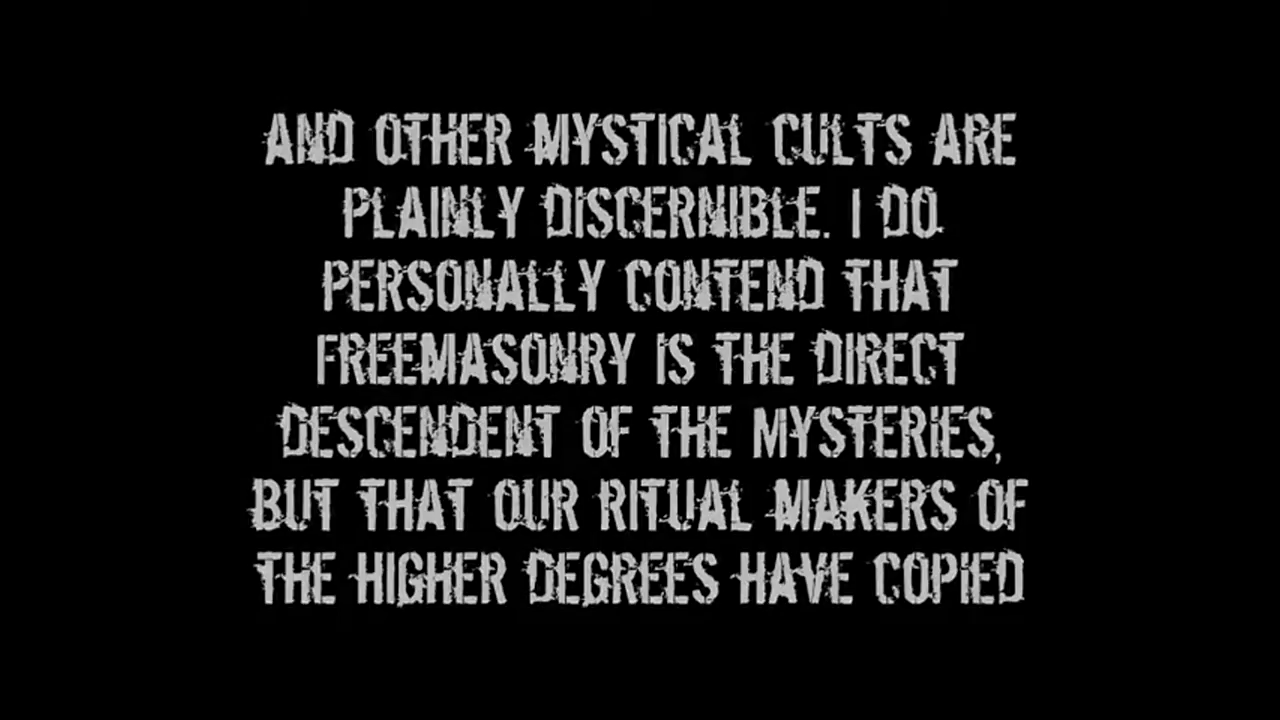 AND OTHER MYSTICAL CULTS ARE
PLAINLY DISCERNIBLE. I DO
PERSONALLY CONTEND THAT
FREEMASONRY IS THE DIRECT
DESCENDENT OF THE MYSTERIES,
BUT THAT OUR RITUAL MAKERS OF
THE HIGHER DEGREES HAVE COPIED